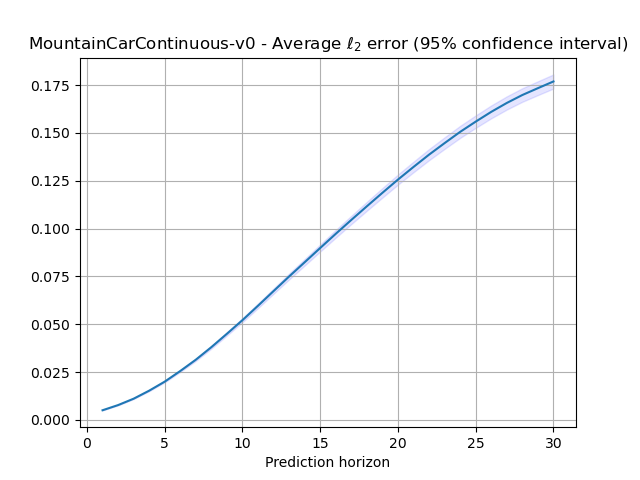 MountainCarContinuous-v0 - Average ℓ₂ error (95% confidence interval)
0.175
0.150
0.125
0.100
0.075
0.050
0.025
0.000
0 5 10 15 20 25 30
Prediction horizon